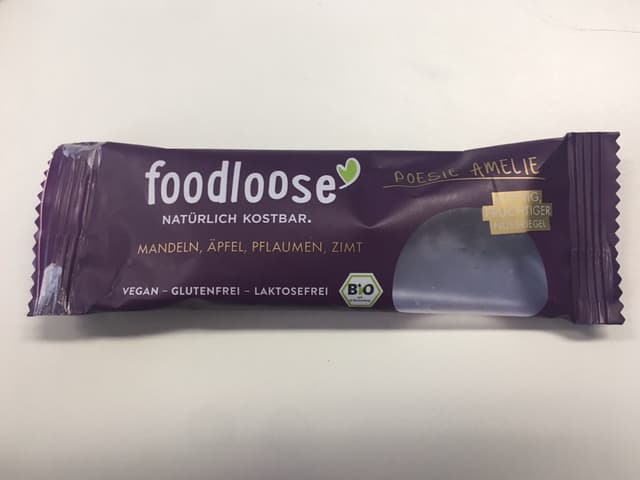 foodloose
NATÜRLICH KOSTBAR.
MANDELN, ÄPFEL, PFLAUMEN, ZIMT
VEGAN – GLUTENFREI – LAKTOSEFREI
BiO
POESIE AMELIE